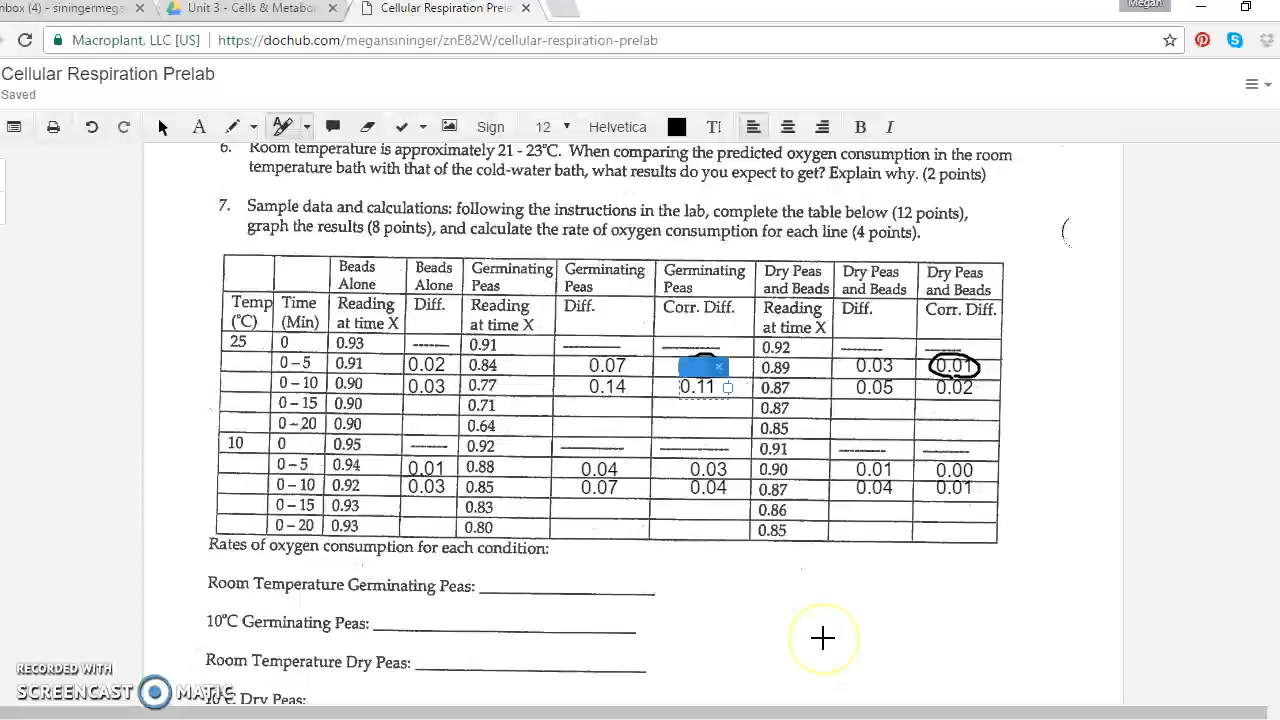 Megan
nbox (4) - siningermega
Unit 3 - Cells & Metabol
Cellular Respiration Prela
Macroplant, LLC [US] https://dochub.com/megansininger/znE82W/cellular-respiration-prelab
Cellular Respiration Prelab
Saved
Sign 12 Helvetica B I
6. Room temperature is approximately 21 - 23°C. When comparing the predicted oxygen consumption in the room
temperature bath with that of the cold-water bath, what results do you expect to get? Explain why. (2 points)
7. Sample data and calculations: following the instructions in the lab, complete the table below (12 points),
graph the results (8 points), and calculate the rate of oxygen consumption for each line (4 points).
Beads Alone Beads Alone Germinating Peas Germinating Peas Germinating Peas Dry Peas and Beads Dry Peas and Beads Dry Peas and Beads
Temp (°C) Time (Min) Reading at time X Diff. Reading at time X Diff. Corr. Diff. Reading at time X Diff. Corr. Diff.
25 0 0.93 0.91 0.92
0 – 5 0.91 0.02 0.84 0.07 0.89 0.03 0.01
0 – 10 0.90 0.03 0.77 0.14 0.11 0.87 0.05 0.02
0 – 15 0.90 0.71 0.87
0 – 20 0.90 0.64 0.85
10 0 0.95 0.92 0.91
0 – 5 0.94 0.01 0.88 0.04 0.03 0.90 0.01 0.00
0 – 10 0.92 0.03 0.85 0.07 0.04 0.87 0.04 0.01
0 – 15 0.93 0.83 0.86
0 – 20 0.93 0.80 0.85
Rates of oxygen consumption for each condition:
Room Temperature Germinating Peas:
10°C Germinating Peas:
Room Temperature Dry Peas:
10°C Dry Peas:
RECORDED WITH
SCREENCAST MATIC